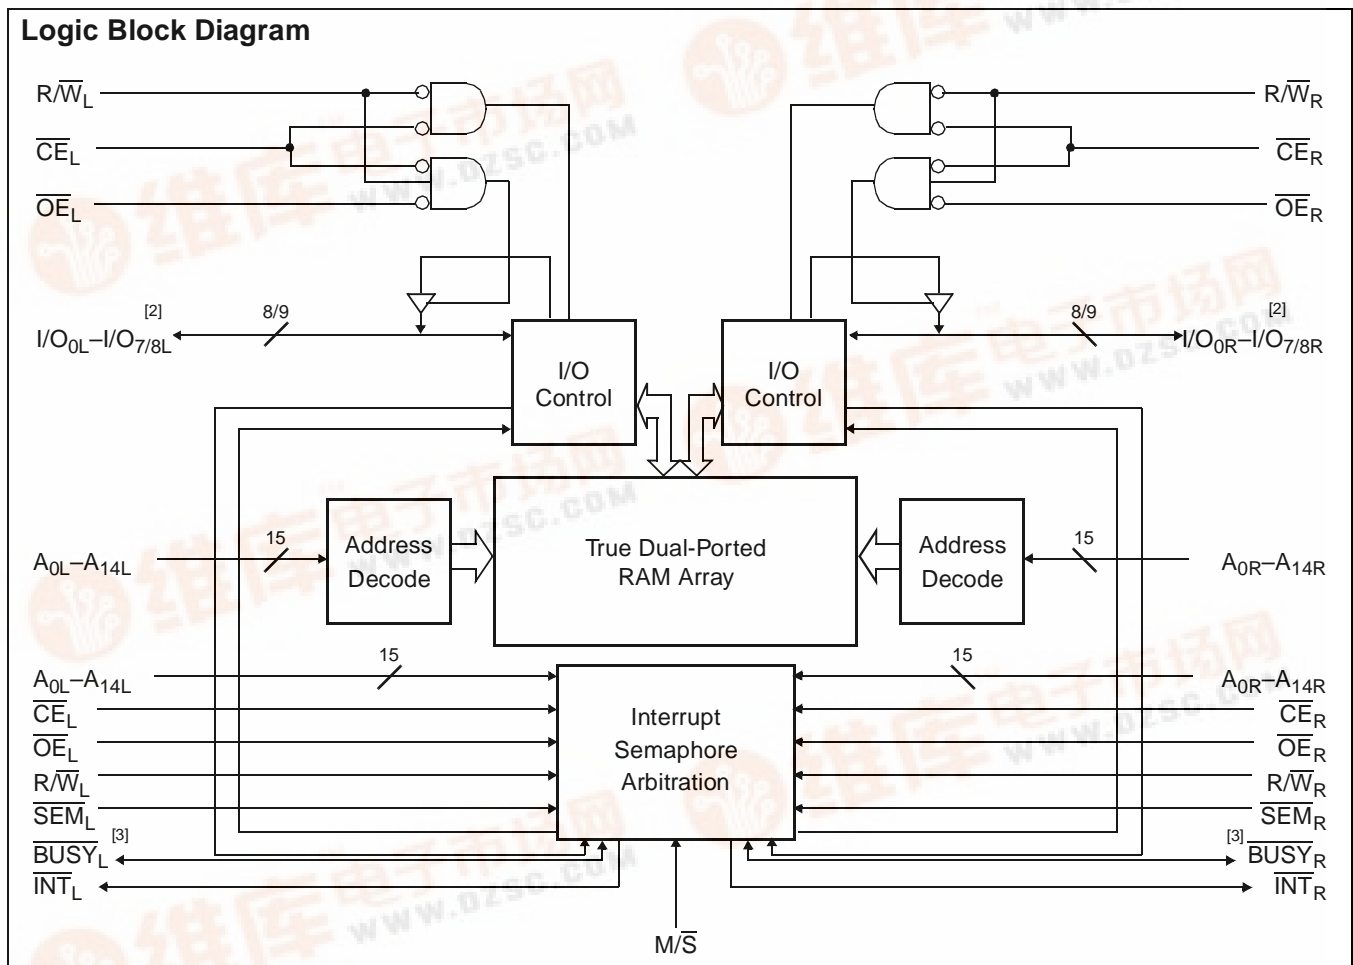 Logic Block Diagram
R/W̅L
R/W̅R
C̅E̅L
C̅E̅R
O̅E̅L
O̅E̅R
[2]
8/9
8/9
[2]
I/O0L–I/O7/8L
I/O0R–I/O7/8R
I/O
Control
I/O
Control
15
Address
Decode
True Dual-Ported
RAM Array
Address
Decode
15
A0L–A14L
A0R–A14R
15
15
A0L–A14L
A0R–A14R
C̅E̅L
C̅E̅R
Interrupt
Semaphore
Arbitration
O̅E̅L
O̅E̅R
R/W̅L
R/W̅R
S̅E̅M̅L
S̅E̅M̅R
[3]
[3]
B̅U̅S̅Y̅L
B̅U̅S̅Y̅R
I̅N̅T̅L
I̅N̅T̅R
M/S̅
维库电子市场网
WWW.DZSC.COM